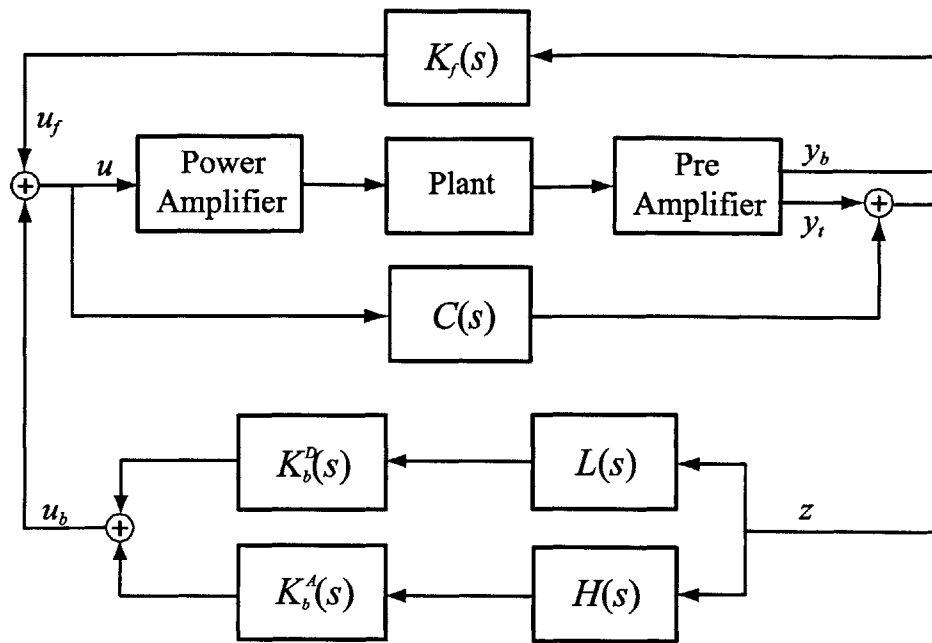 K_f(s)
u_f
u
Power
Amplifier
Plant
Pre
Amplifier
y_b
y_t
C(s)
K_b^D(s)
L(s)
u_b
z
K_b^A(s)
H(s)